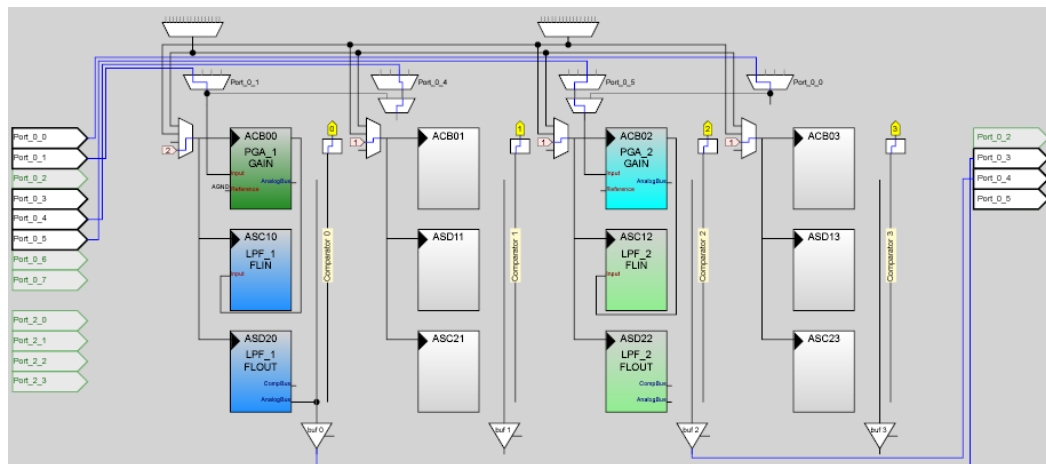 Port_0_1
Port_0_4
Port_0_5
Port_0_0
Port_0_0
Port_0_1
Port_0_2
Port_0_3
Port_0_4
Port_0_5
Port_0_6
Port_0_7
Port_2_0
Port_2_1
Port_2_2
Port_2_3
2
ACB00
PGA_1
GAIN
Input
AnalogBus
AGND
Reference
ASC10
LPF_1
FLIN
Input
ASD20
LPF_1
FLOUT
CompBus
AnalogBus
0
Comparator 0
buf 0
1
ACB01
ASD11
ASC21
1
Comparator 1
buf 1
1
ACB02
PGA_2
GAIN
Input
AnalogBus
Reference
ASC12
LPF_2
FLIN
Input
ASD22
LPF_2
FLOUT
CompBus
AnalogBus
2
Comparator 2
buf 2
1
ACB03
ASD13
ASC23
3
Comparator 3
buf 3
Port_0_2
Port_0_3
Port_0_4
Port_0_5